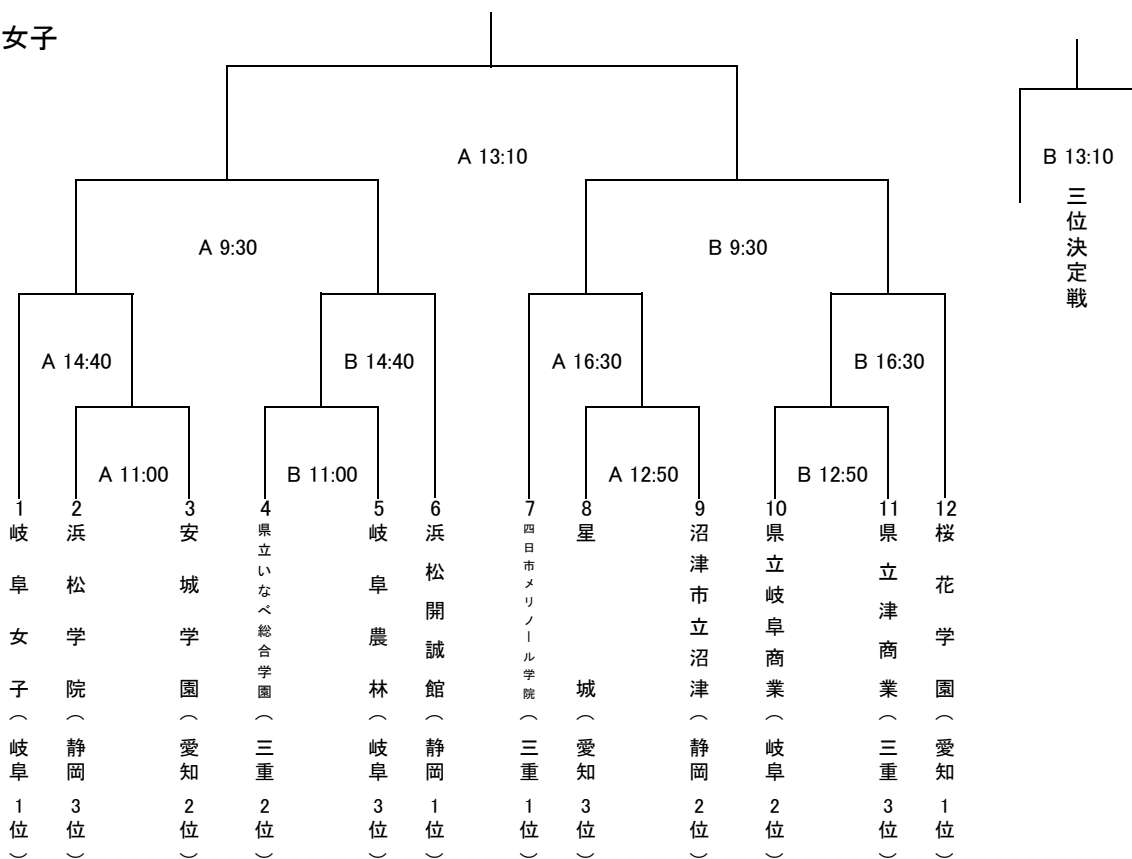 女子
A 13:10
B 13:10
三位決定戦
A 9:30
B 9:30
A 14:40
B 14:40
A 16:30
B 16:30
A 11:00
B 11:00
A 12:50
B 12:50
1 岐阜女子(岐阜1位)
2 浜松学院(静岡3位)
3 安城学園(愛知2位)
4 県立いなべ総合学園(三重2位)
5 岐阜農林(岐阜3位)
6 浜松開誠館(静岡1位)
7 四日市メリノール学院(三重1位)
8 星城(愛知3位)
9 沼津市立沼津(静岡2位)
10 県立岐阜商業(岐阜2位)
11 県立津商業(三重3位)
12 桜花学園(愛知1位)